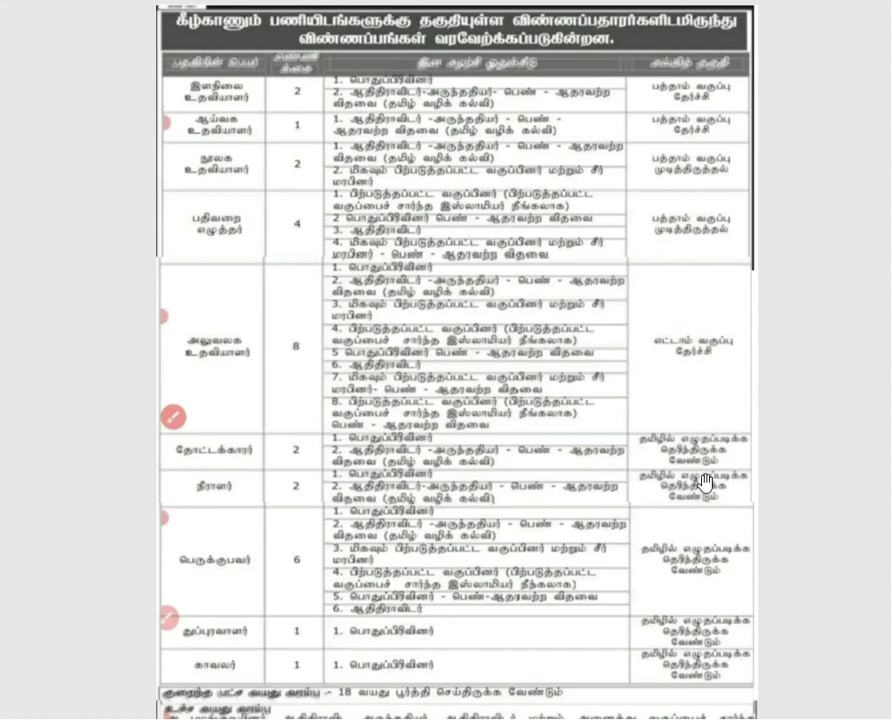 கீழ்காணும் பணியிடங்களுக்கு தகுதியுள்ள விண்ணப்பதாரர்களிடமிருந்து
விண்ணப்பங்கள் வரவேற்கப்படுகின்றன.
பதவியின் பெயர்
எண்ணிக்கை
இன சுழற்சி ஒதுக்கீடு
கல்வித் தகுதி
இளநிலை
உதவியாளர்
2
1. பொதுப்பிரிவினர்
2. ஆதிதிராவிடர்-அருந்ததியர்- பெண் - ஆதரவற்ற
விதவை (தமிழ் வழி கல்வி)
பத்தாம் வகுப்பு
தேர்ச்சி
ஆய்வக
உதவியாளர்
1
1. ஆதிதிராவிடர் -அருந்ததியர் - பெண் -
ஆதரவற்ற விதவை (தமிழ் வழி கல்வி)
பத்தாம் வகுப்பு
தேர்ச்சி
நூலக
உதவியாளர்
2
1. ஆதிதிராவிடர்-அருந்ததியர் - பெண் - ஆதரவற்ற
விதவை (தமிழ் வழி கல்வி)
2. மிகவும் பிற்படுத்தப்பட்ட வகுப்பினர் மற்றும் சீர்
மரபினர்
பத்தாம் வகுப்பு
முடித்திருத்தல்
பதிவறை
எழுத்தர்
4
1. பிற்படுத்தப்பட்ட வகுப்பினர் (பிற்படுத்தப்பட்ட
வகுப்பைச் சார்ந்த இஸ்லாமியர் நீங்கலாக)
2 பொதுப்பிரிவினர் பெண் - ஆதரவற்ற விதவை
3. ஆதிதிராவிடர்
4. மிகவும் பிற்படுத்தப்பட்ட வகுப்பினர் மற்றும் சீர்
மரபினர் - பெண் - ஆதரவற்ற விதவை
பத்தாம் வகுப்பு
முடித்திருத்தல்
அலுவலக
உதவியாளர்
8
1. பொதுப்பிரிவினர்
2. ஆதிதிராவிடர் -அருந்ததியர் - பெண் - ஆதரவற்ற
விதவை (தமிழ் வழிக் கல்வி)
3. மிகவும் பிற்படுத்தப்பட்ட வகுப்பினர் மற்றும் சீர்
மரபினர்
4. பிற்படுத்தப்பட்ட வகுப்பினர் (பிற்படுத்தப்பட்ட
வகுப்பைச் சார்ந்த இஸ்லாமியர் நீங்கலாக)
5 பொதுப்பிரிவினர் பெண் - ஆதரவற்ற விதவை
6. ஆதிதிராவிடர்
7. மிகவும் பிற்படுத்தப்பட்ட வகுப்பினர் மற்றும் சீர்
மரபினர்- பெண் - ஆதரவற்ற விதவை
8. பிற்படுத்தப்பட்ட வகுப்பினர் (பிற்படுத்தப்பட்ட
வகுப்பைச் சார்ந்த இஸ்லாமியர் நீங்கலாக)
பெண் - ஆதரவற்ற விதவை
எட்டாம் வகுப்பு
தேர்ச்சி
தோட்டக்காரர்
2
1. பொதுப்பிரிவினர்
2. ஆதிதிராவிடர் -அருந்ததியர் - பெண் - ஆதரவற்ற
விதவை (தமிழ் வழிக் கல்வி)
தமிழில் எழுதப்படிக்க
தெரிந்திருக்க
வேண்டும்
நீராளர்
2
1. பொதுப்பிரிவினர்
2. ஆதிதிராவிடர்-அருந்ததியர் - பெண் - ஆதரவற்ற
விதவை (தமிழ் வழிக் கல்வி)
தமிழில் எழுதப்படிக்க
தெரிந்திருக்க
வேண்டும்
பெருக்குபவர்
6
1. பொதுப்பிரிவினர்
2. ஆதிதிராவிடர் -அருந்ததியர் - பெண் - ஆதரவற்ற
விதவை (தமிழ் வழிக் கல்வி)
3. மிகவும் பிற்படுத்தப்பட்ட வகுப்பினர் மற்றும் சீர்
மரபினர்
4. பிற்படுத்தப்பட்ட வகுப்பினர் (பிற்படுத்தப்பட்ட
வகுப்பைச் சார்ந்த இஸ்லாமியர் நீங்கலாக)
5. பொதுப்பிரிவினர் - பெண்-ஆதரவற்ற விதவை
6. ஆதிதிராவிடர்
தமிழில் எழுதப்படிக்க
தெரிந்திருக்க
வேண்டும்
துப்புரவாளர்
1
1. பொதுப்பிரிவினர்
தமிழில் எழுதப்படிக்க
தெரிந்திருக்க
வேண்டும்
காவலர்
1
1. பொதுப்பிரிவினர்
தமிழில் எழுதப்படிக்க
தெரிந்திருக்க
வேண்டும்
குறைந்த பட்ச வயது வரம்பு - 18 வயது பூர்த்தி செய்திருக்க வேண்டும்
உச்ச வயது வரம்பு